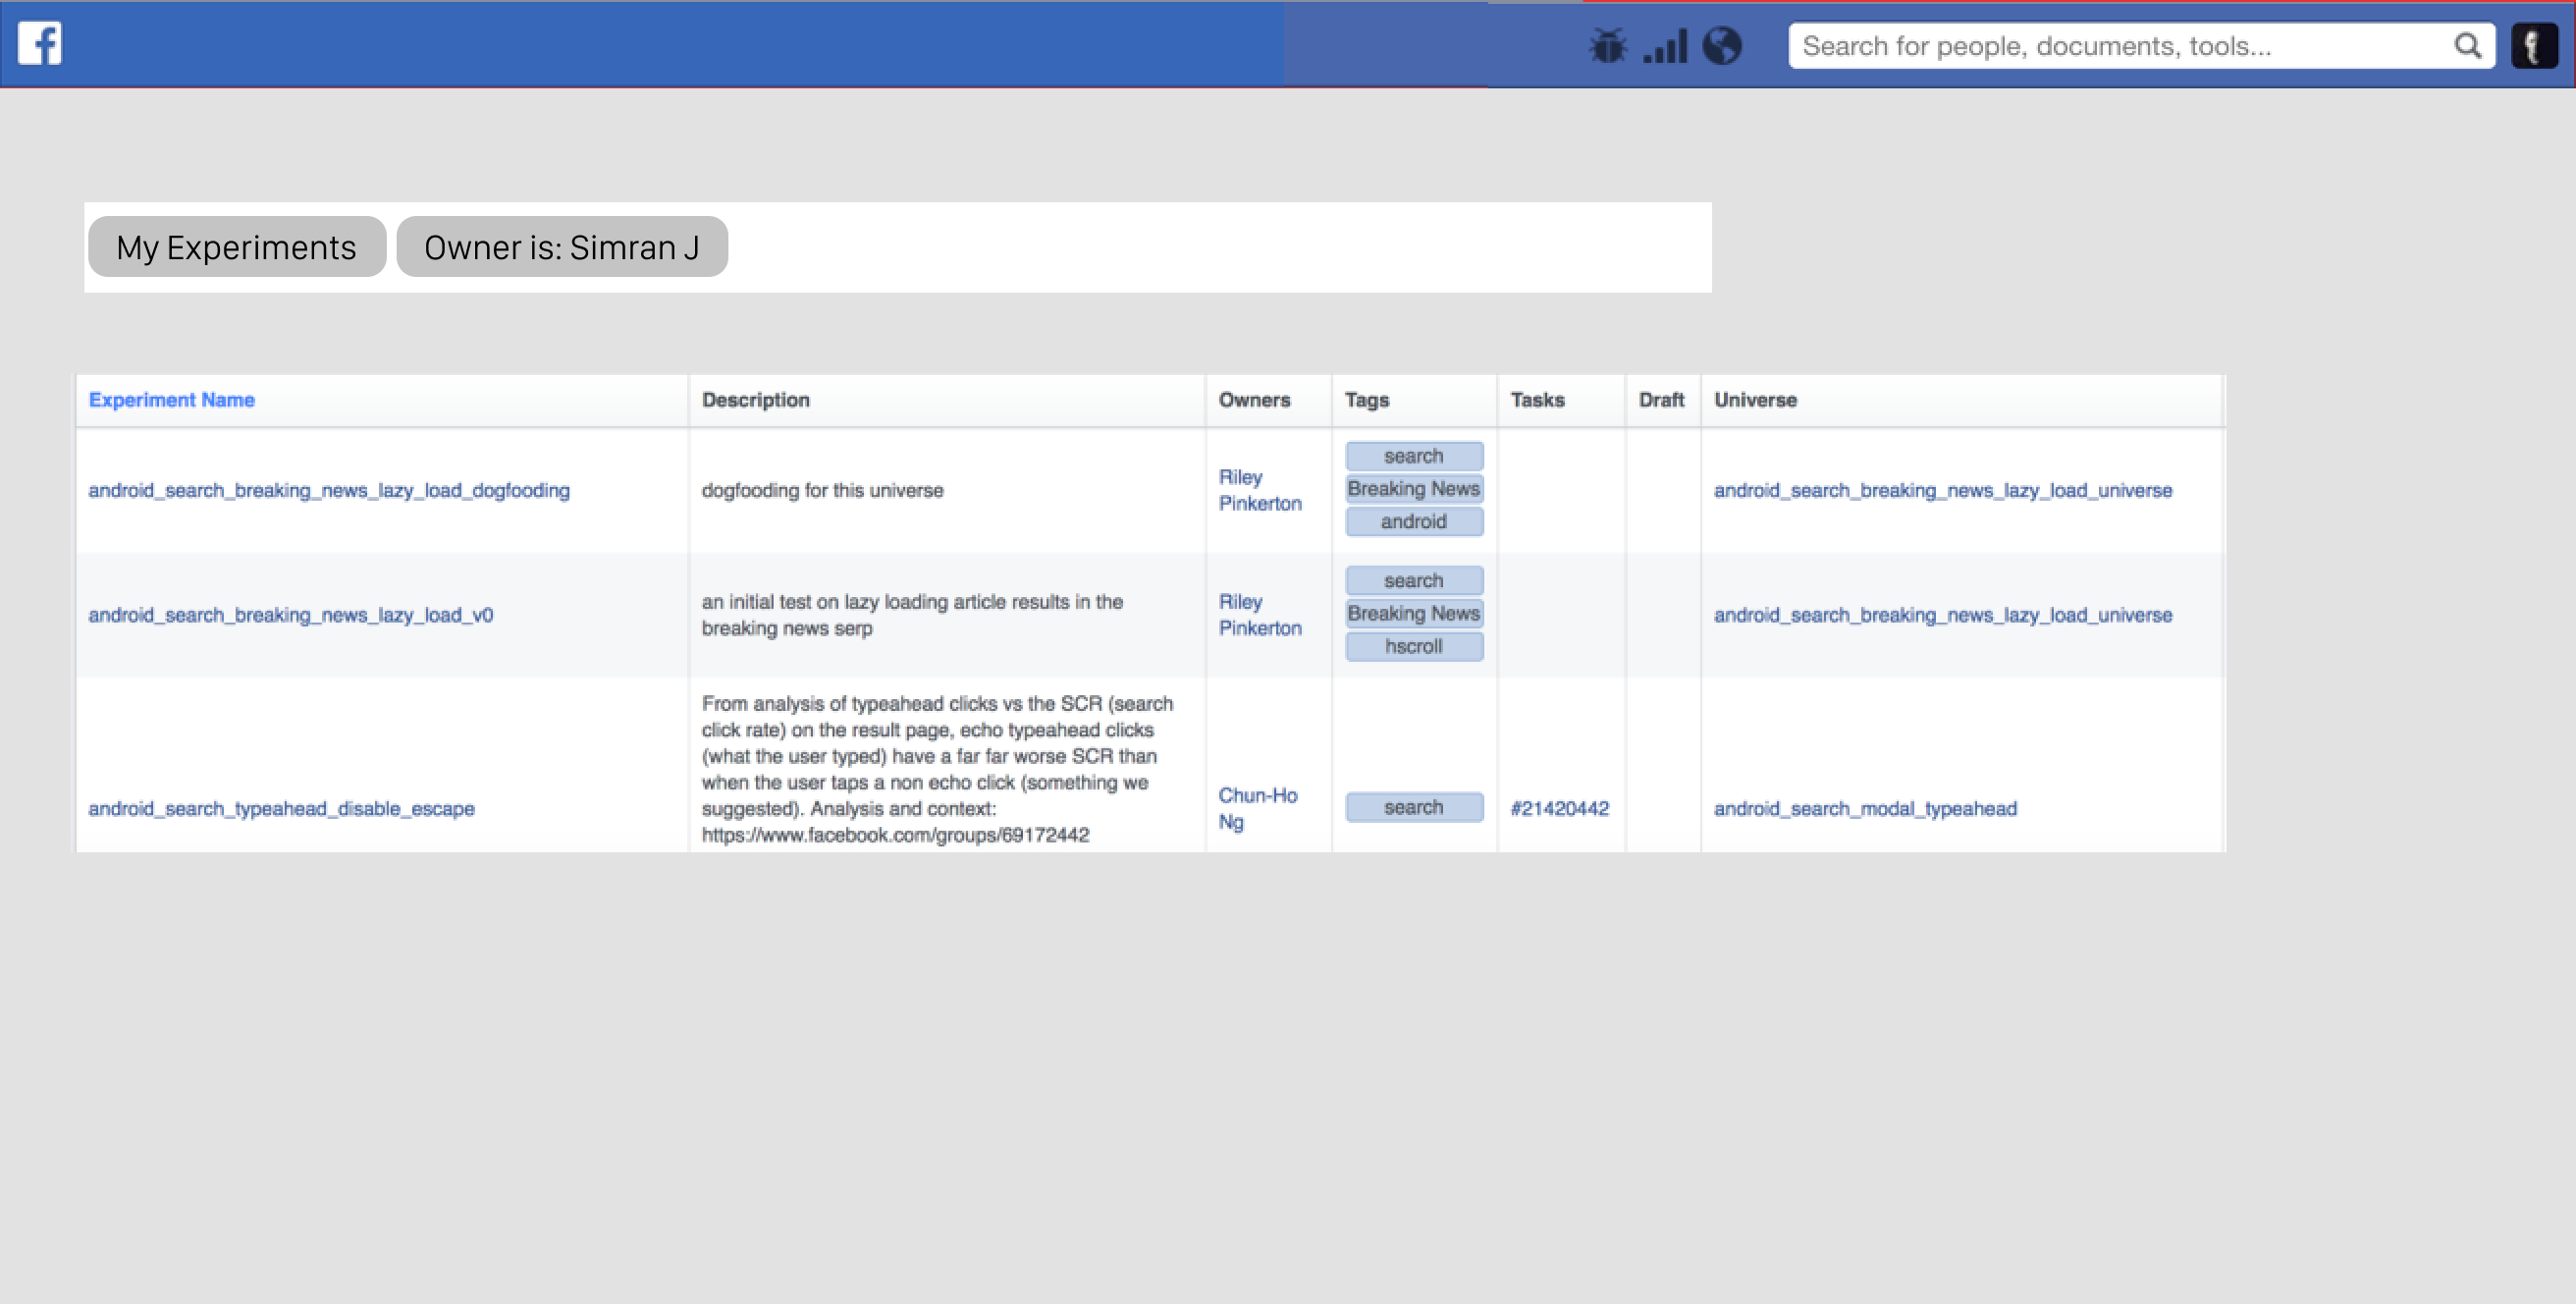 f
Search for people, documents, tools...
My Experiments Owner is: Simran J
Experiment Name Description Owners Tags Tasks Draft Universe
android_search_breaking_news_lazy_load_dogfooding
dogfooding for this universe
Riley
Pinkerton
search
Breaking News
android
android_search_breaking_news_lazy_load_universe
android_search_breaking_news_lazy_load_v0
an initial test on lazy loading article results in the
breaking news serp
Riley
Pinkerton
search
Breaking News
hscroll
android_search_breaking_news_lazy_load_universe
android_search_typeahead_disable_escape
From analysis of typeahead clicks vs the SCR (search
click rate) on the result page, echo typeahead clicks
(what the user typed) have a far far worse SCR than
when the user taps a non echo click (something we
suggested). Analysis and context:
https://www.facebook.com/groups/69172442
Chun-Ho
Ng
search
#21420442
android_search_modal_typeahead